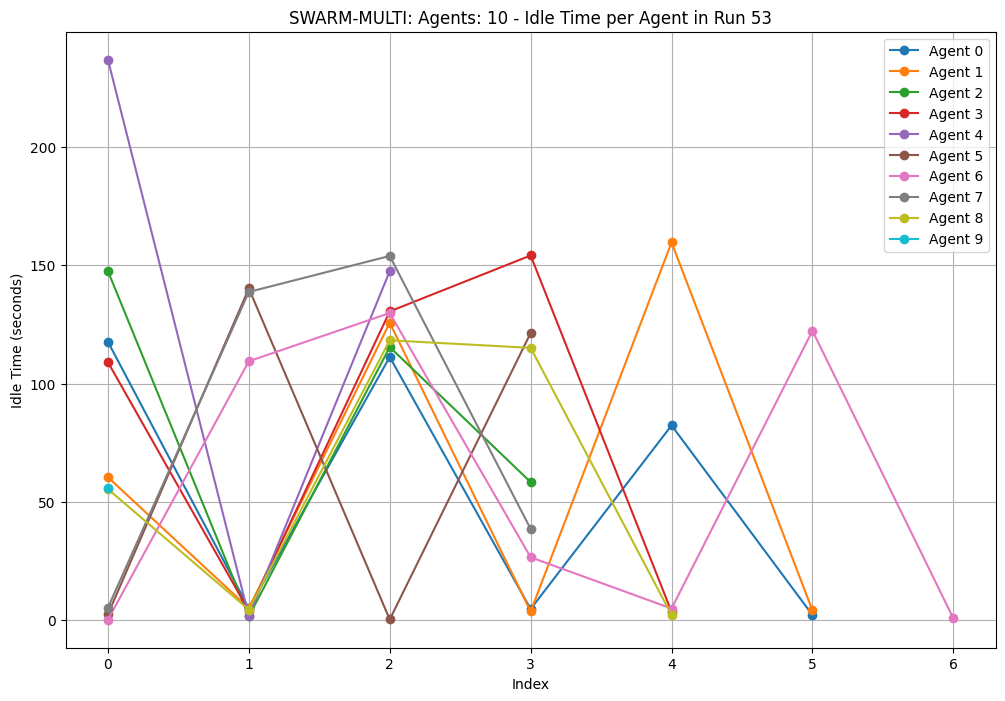 SWARM-MULTI: Agents: 10 - Idle Time per Agent in Run 53
Idle Time (seconds)
200
150
100
50
0
0 1 2 3 4 5 6
Index
Agent 0
Agent 1
Agent 2
Agent 3
Agent 4
Agent 5
Agent 6
Agent 7
Agent 8
Agent 9